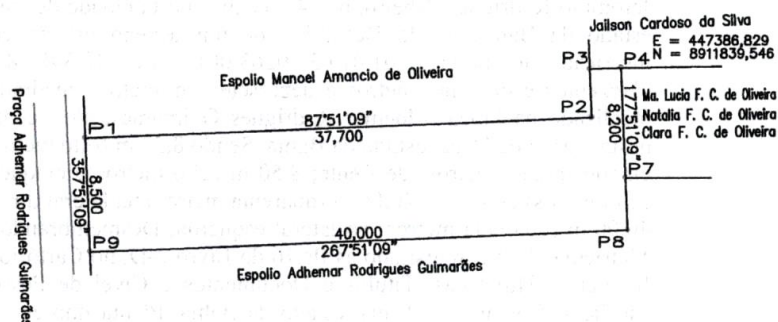 Jailson Cardoso da Silva
E = 447386,829
N = 8911839,546
P3
P4
Espolio Manoel Amancio de Oliveira
Ma. Lucia F. C. de Oliveira
Natalia F. C. de Oliveira
Clara F. C. de Oliveira
177°51'09"
8,200
P2
87°51'09"
37,700
P1
Praça Adhemar Rodrigues Guimarães
8,500
357°51'09"
P7
P9
40,000
267°51'09"
P8
Espolio Adhemar Rodrigues Guimarães